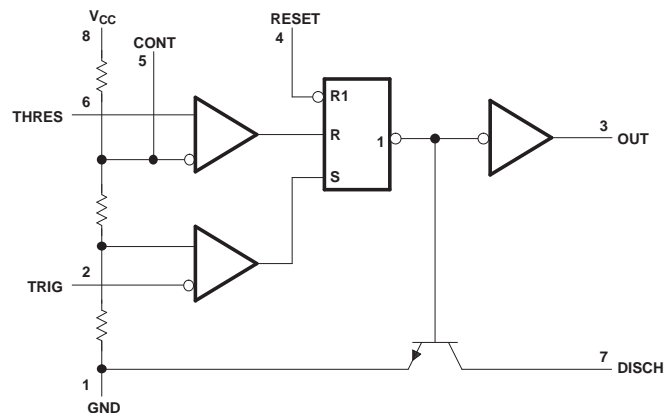 VCC
8
CONT
5
RESET
4
6
THRES
R1
R
1
S
3
OUT
2
TRIG
7
DISCH
1
GND